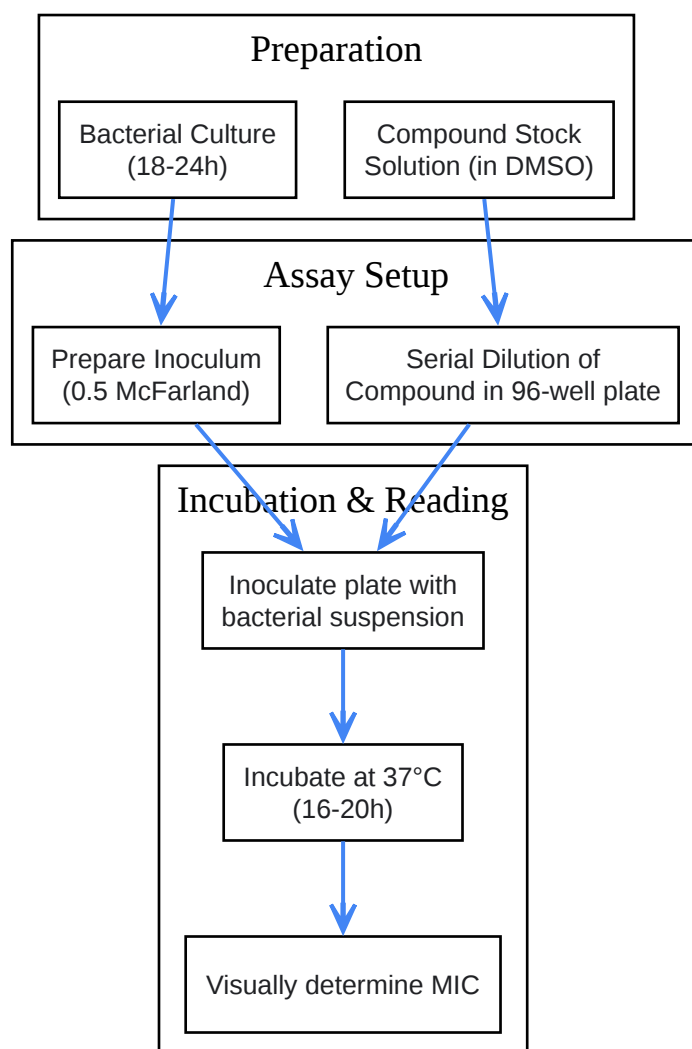 Preparation
Bacterial Culture
(18-24h)
Compound Stock
Solution (in DMSO)
Assay Setup
Prepare Inoculum
(0.5 McFarland)
Serial Dilution of
Compound in 96-well plate
Incubation & Reading
Inoculate plate with
bacterial suspension
Incubate at 37°C
(16-20h)
Visually determine MIC